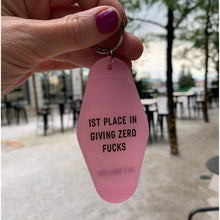 1ST PLACE IN
GIVING ZERO
FUCKS